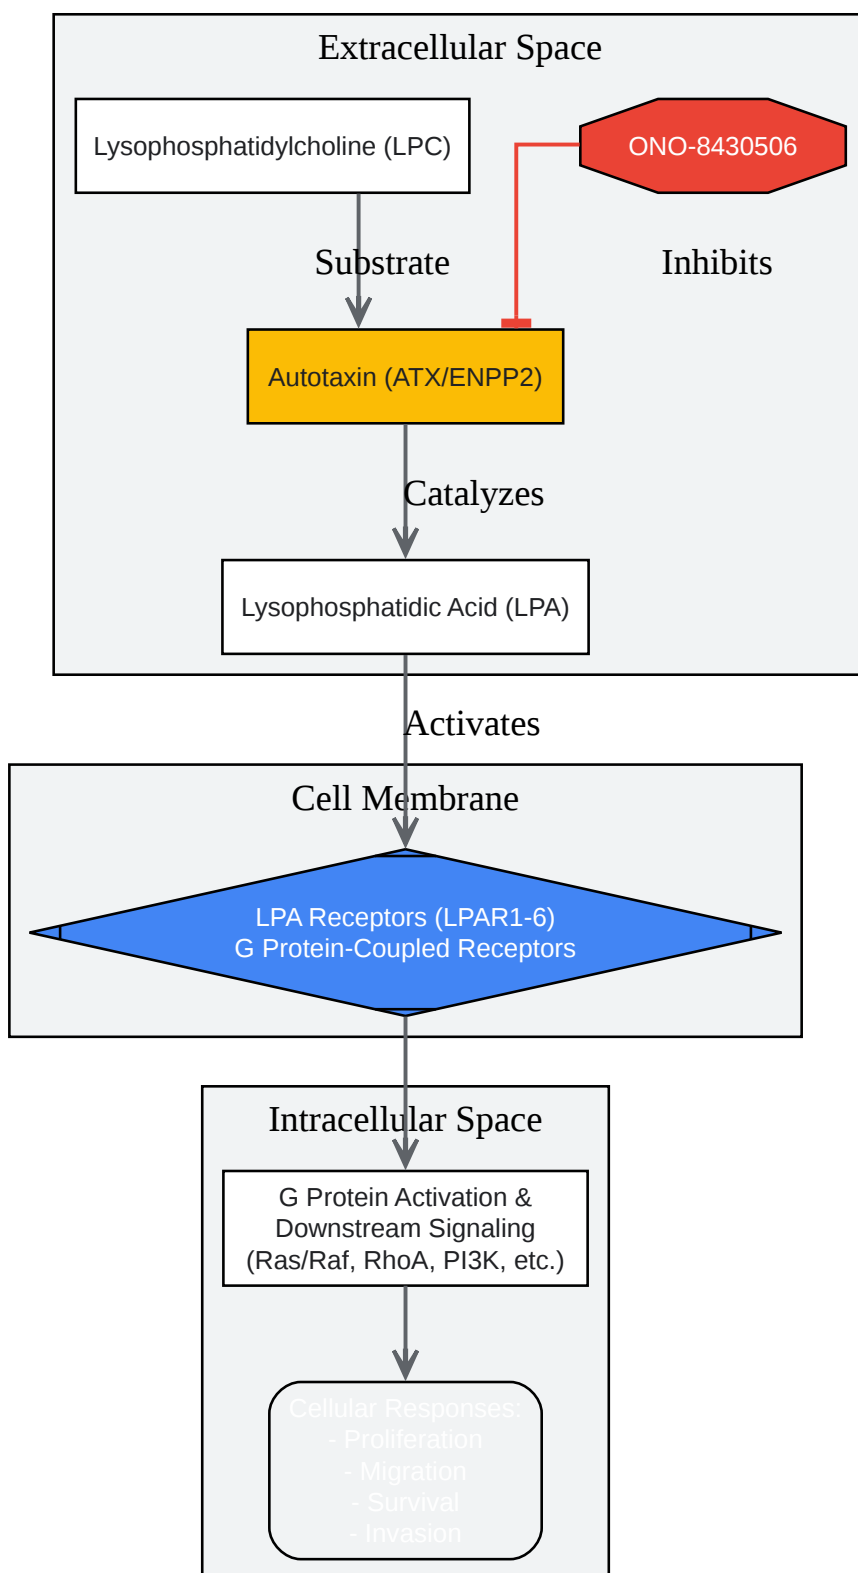 Extracellular Space
Lysophosphatidylcholine (LPC)
ONO-8430506
Substrate
Inhibits
Autotaxin (ATX/ENPP2)
Catalyzes
Lysophosphatidic Acid (LPA)
Activates
Cell Membrane
LPA Receptors (LPAR1-6)
G Protein-Coupled Receptors
Intracellular Space
G Protein Activation &
Downstream Signaling
(Ras/Raf, RhoA, PI3K, etc.)
Cellular Responses:
- Proliferation
- Migration
- Survival
- Invasion